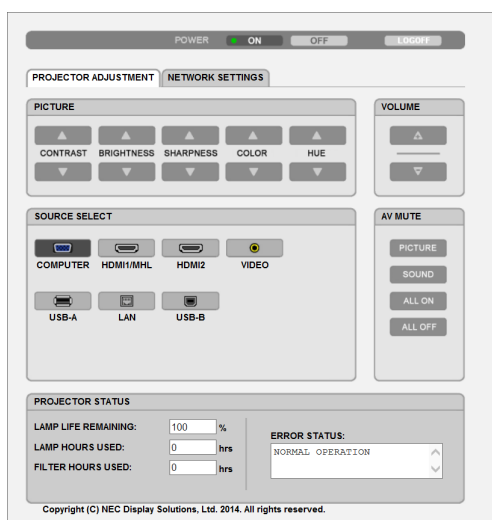 POWER ON OFF LOGOFF
PROJECTOR ADJUSTMENT NETWORK SETTINGS
PICTURE
CONTRAST BRIGHTNESS SHARPNESS COLOR HUE
VOLUME
SOURCE SELECT
COMPUTER HDMI1/MHL HDMI2 VIDEO
USB-A LAN USB-B
AV MUTE
PICTURE
SOUND
ALL ON
ALL OFF
PROJECTOR STATUS
LAMP LIFE REMAINING: 100 %
LAMP HOURS USED: 0 hrs
FILTER HOURS USED: 0 hrs
ERROR STATUS:
NORMAL OPERATION
Copyright (C) NEC Display Solutions, Ltd. 2014. All rights reserved.